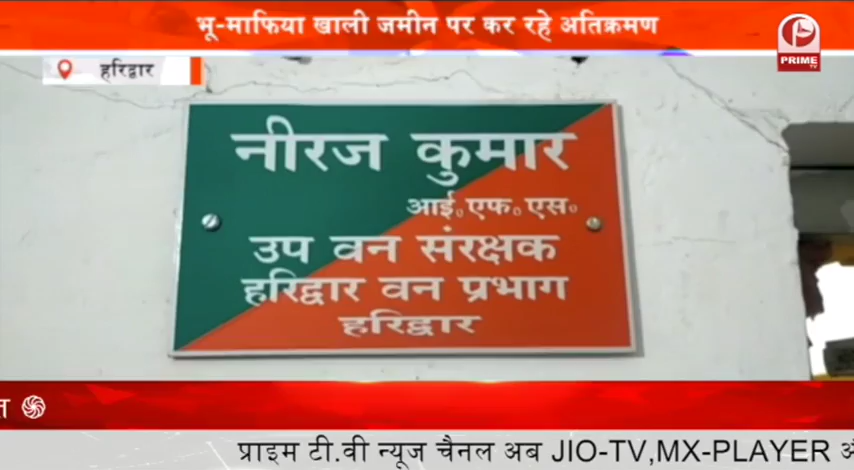 भू-माफिया खाली जमीन पर कर रहे अतिक्रमण
PRIME
TV
हरिद्वार
नीरज कुमार
आई॰एफ॰एस॰
उप वन संरक्षक
हरिद्वार वन प्रभाग
हरिद्वार
प्राइम टी.वी न्यूज चैनल अब JIO-TV,MX-PLAYER